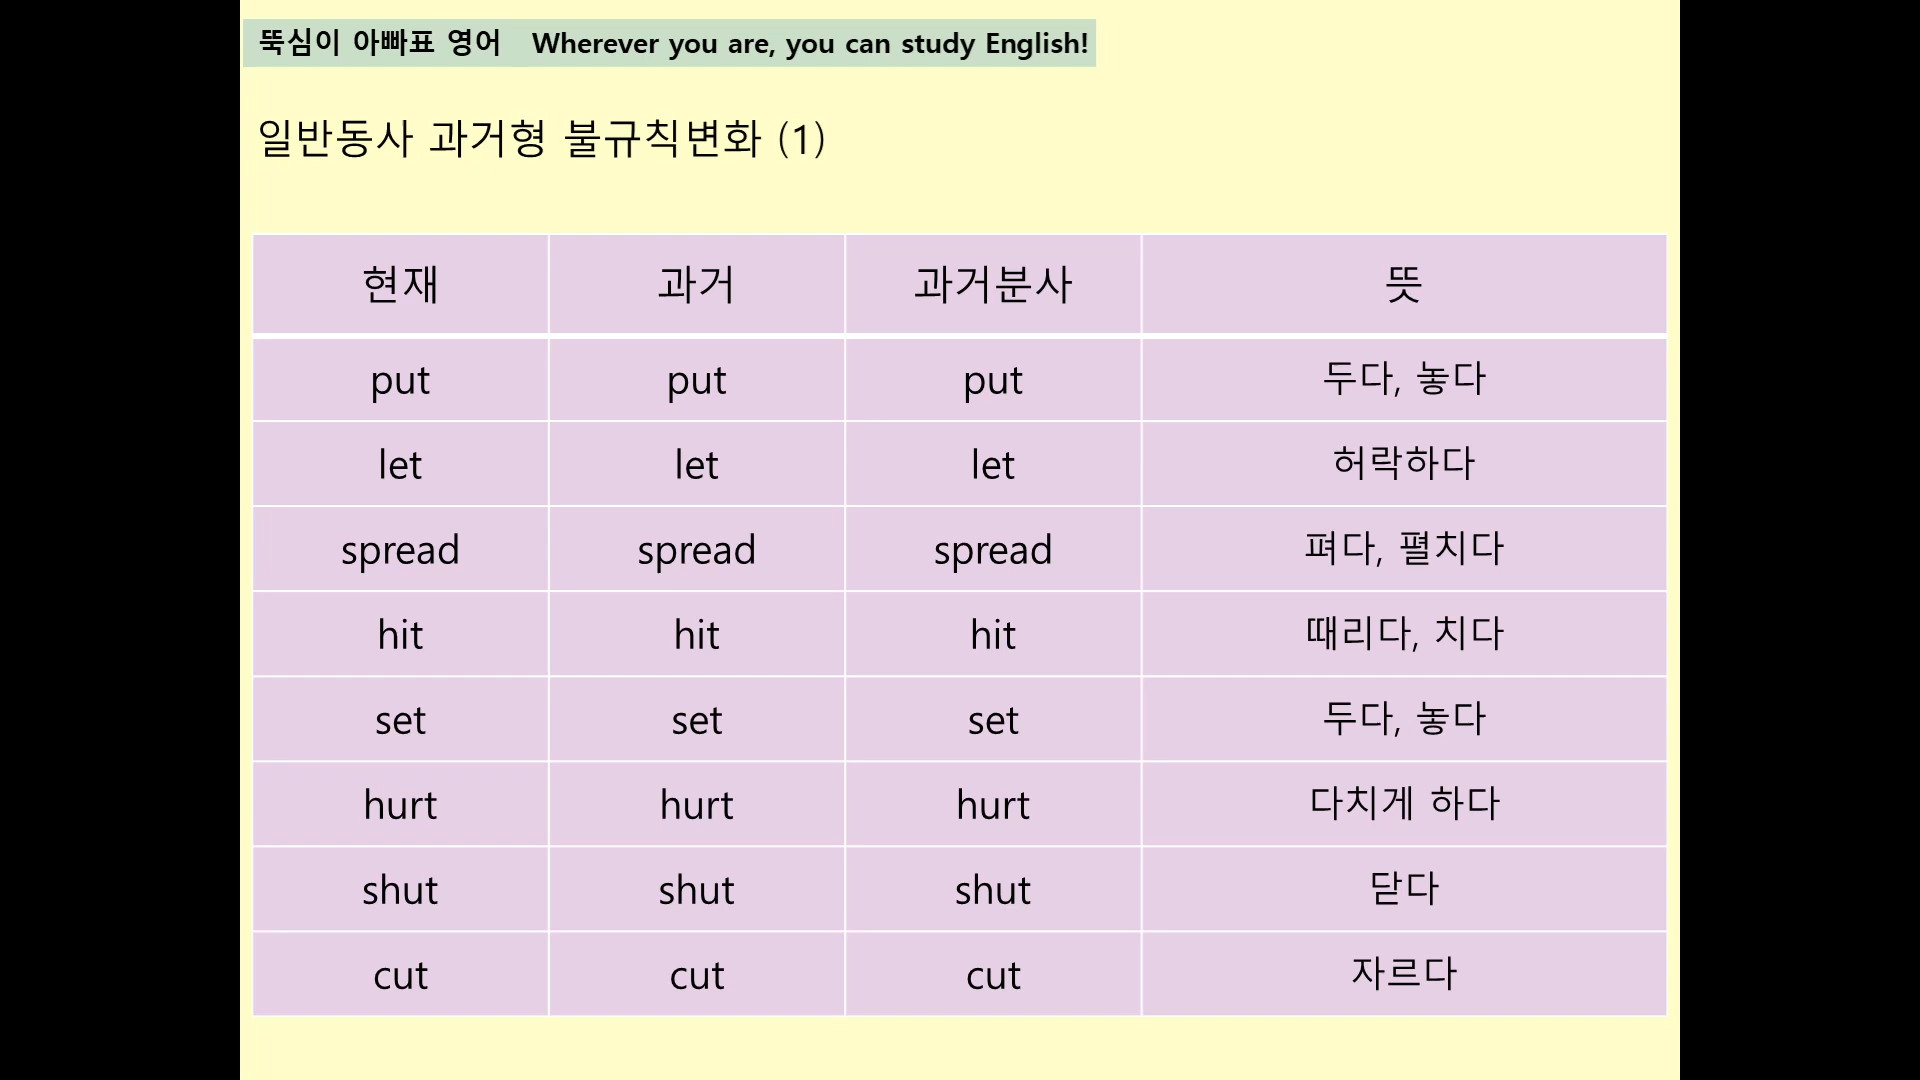 뚝심이 아빠표 영어 Wherever you are, you can study English!
일반동사 과거형 불규칙변화 (1)
현재 과거 과거분사 뜻
put put put 두다, 놓다
let let let 허락하다
spread spread spread 펴다, 펼치다
hit hit hit 때리다, 치다
set set set 두다, 놓다
hurt hurt hurt 다치게 하다
shut shut shut 닫다
cut cut cut 자르다